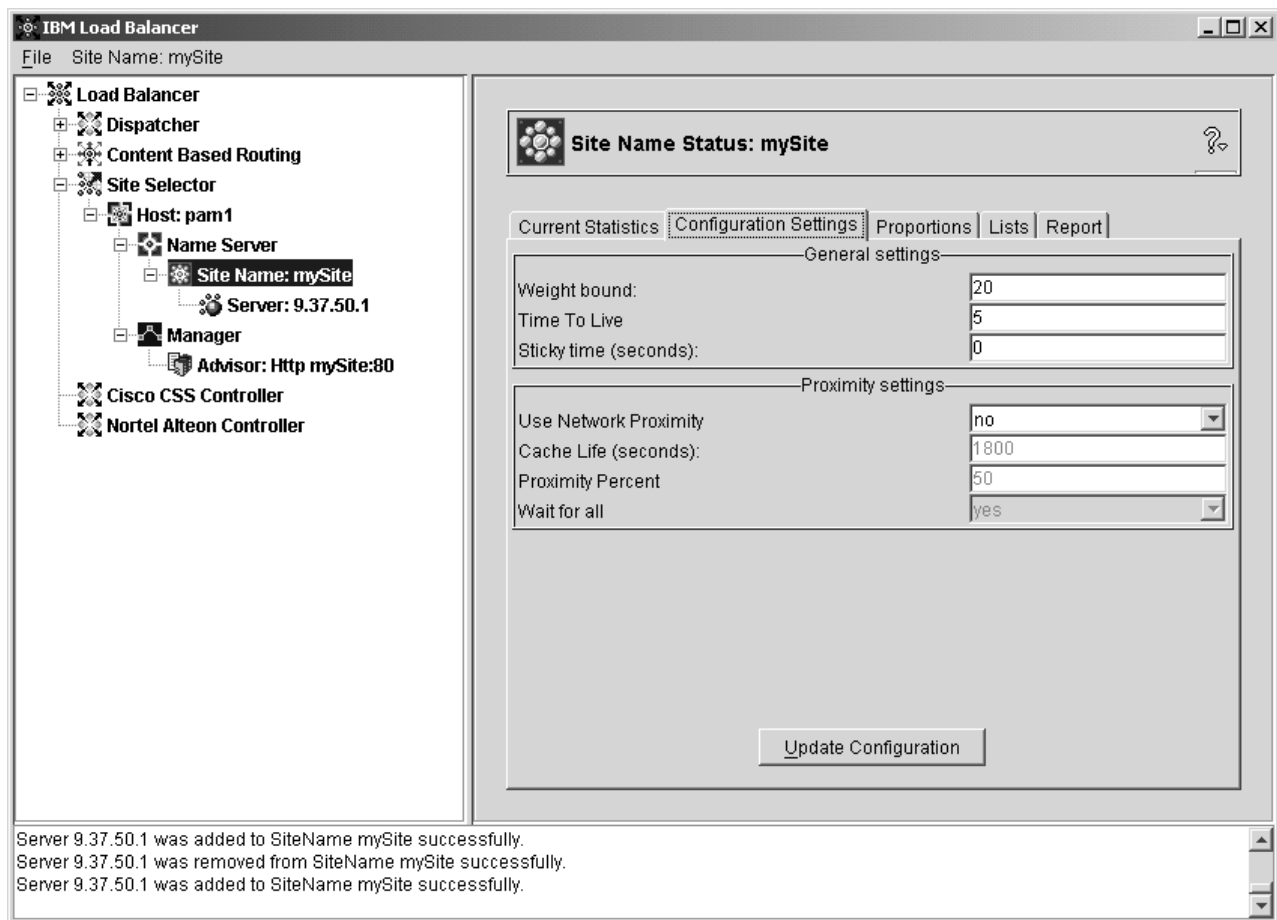 IBM Load Balancer
File Site Name: mySite
Load Balancer
Dispatcher
Content Based Routing
Site Selector
Host: pam1
Name Server
Site Name: mySite
Server: 9.37.50.1
Manager
Advisor: Http mySite:80
Cisco CSS Controller
Nortel Alteon Controller
Site Name Status: mySite
?
Current Statistics Configuration Settings Proportions Lists Report
General settings
Weight bound: 20
Time To Live 5
Sticky time (seconds): 0
Proximity settings
Use Network Proximity no
Cache Life (seconds): 1800
Proximity Percent 50
Wait for all yes
Update Configuration
Server 9.37.50.1 was added to SiteName mySite successfully.
Server 9.37.50.1 was removed from SiteName mySite successfully.
Server 9.37.50.1 was added to SiteName mySite successfully.